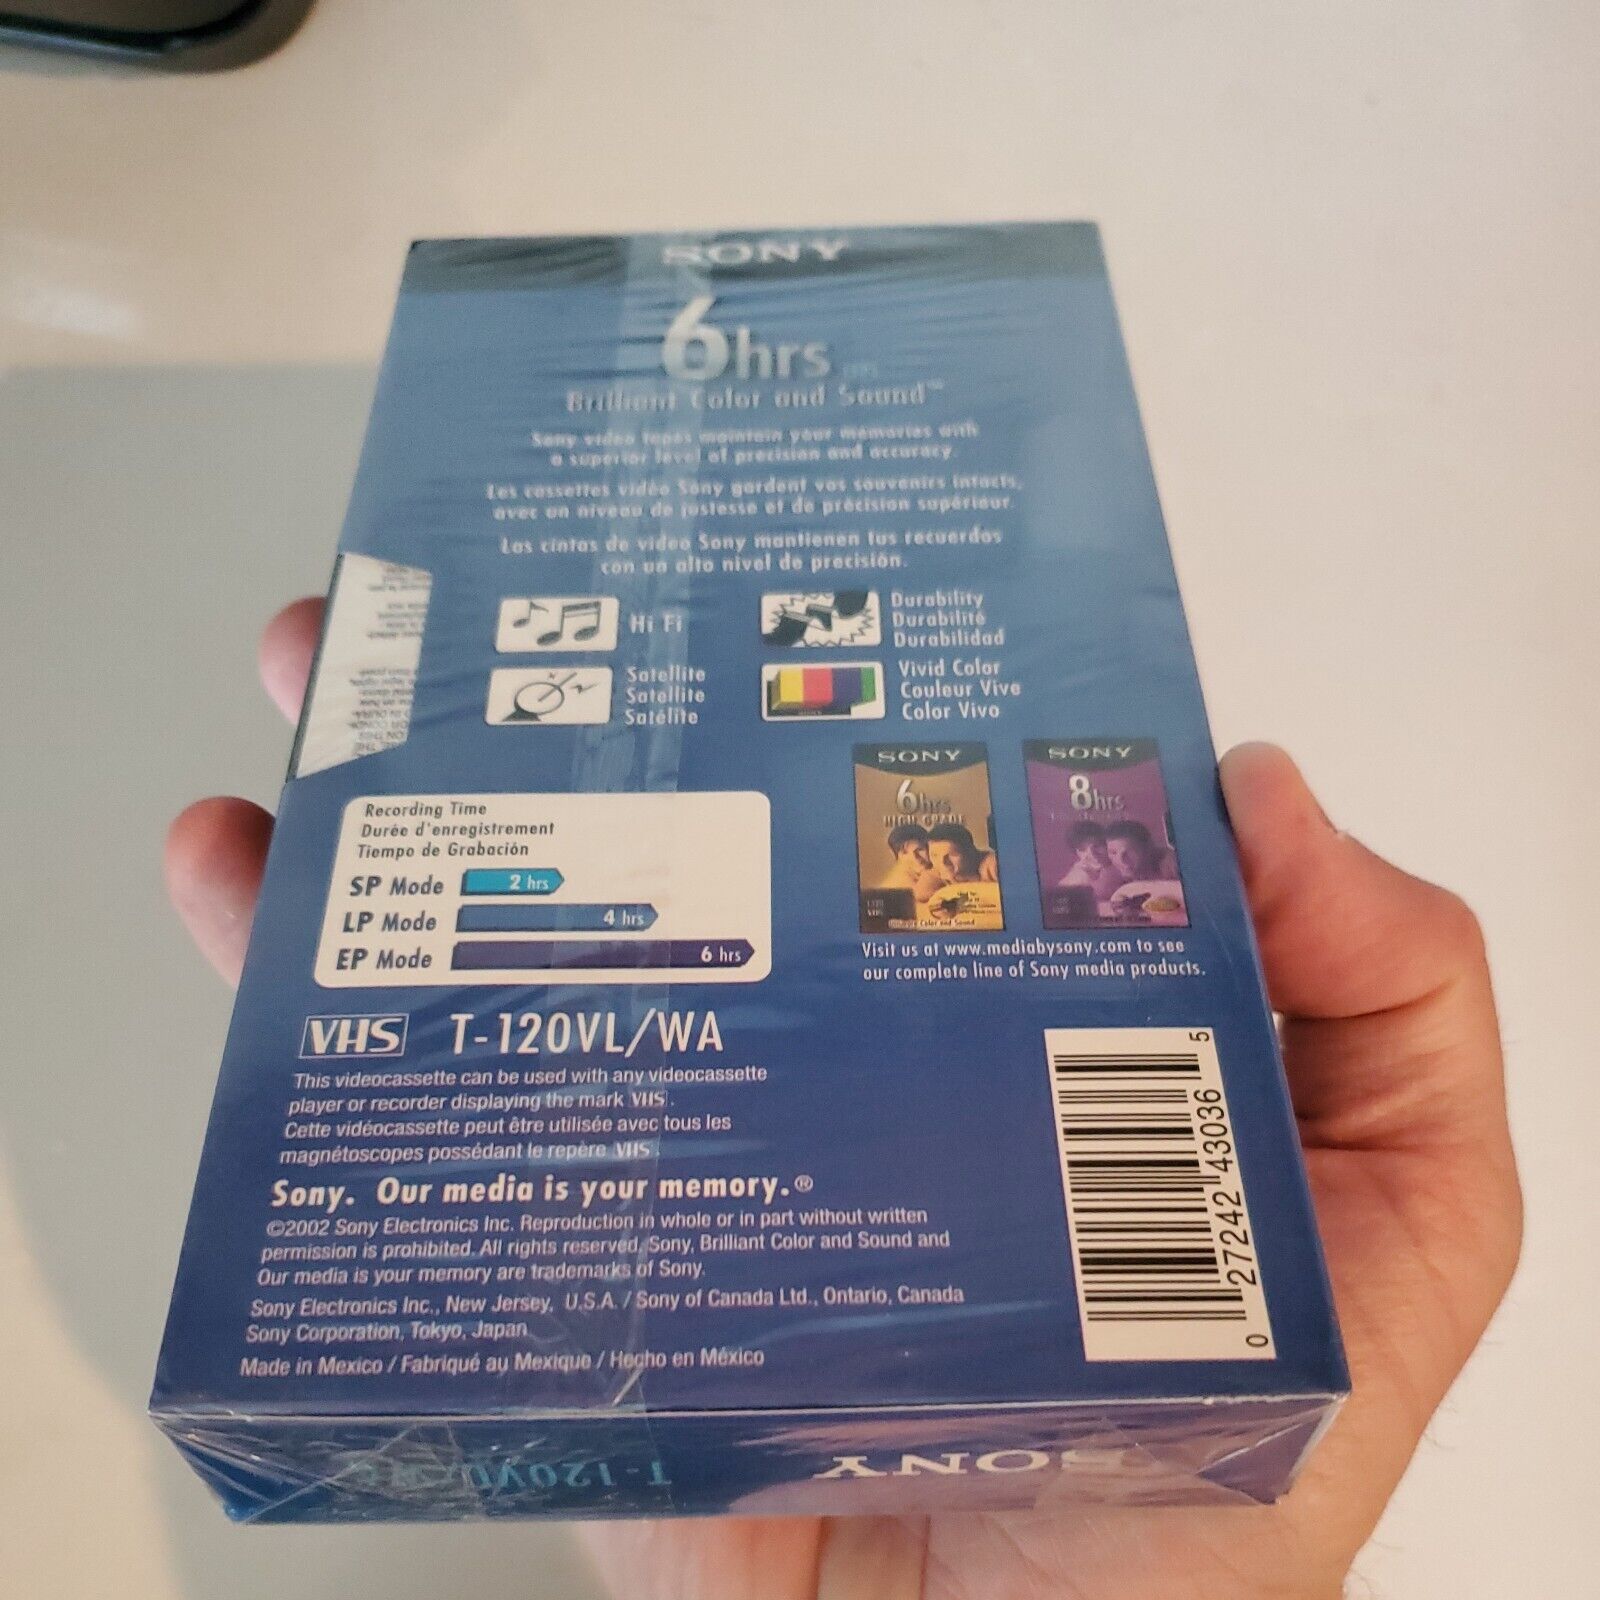 SONY
6hrs
Brilliant Color and Sound™
Sony video tapes maintain your memories with
a superior level of precision and accuracy.
Les cassettes vidéo Sony gardent vos souvenirs intacts,
avec un niveau de justesse et de précision supérieur.
Las cintas de video Sony mantienen tus recuerdos
con un alto nivel de precisión.
Hi Fi
Durability
Durabilité
Durabilidad
Satellite
Satellite
Satélite
Vivid Color
Couleur Vive
Color Vivo
Recording Time
Durée d'enregistrement
Tiempo de Grabación
SP Mode 2 hrs
LP Mode 4 hrs
EP Mode 6 hrs
SONY
6hrs
HIGH GRADE
SONY
8hrs
Visit us at www.mediabysony.com to see
our complete line of Sony media products.
VHS T-120VL/WA
This videocassette can be used with any videocassette
player or recorder displaying the mark VHS.
Cette vidéocassette peut être utilisée avec tous les
magnétoscopes possédant le repère VHS.
Sony. Our media is your memory.®
©2002 Sony Electronics Inc. Reproduction in whole or in part without written
permission is prohibited. All rights reserved. Sony, Brilliant Color and Sound and
Our media is your memory are trademarks of Sony.
Sony Electronics Inc., New Jersey, U.S.A. / Sony of Canada Ltd., Ontario, Canada
Sony Corporation, Tokyo, Japan
Made in Mexico / Fabriqué au Mexique / Hecho en México
0 27242 43036 5
SONY